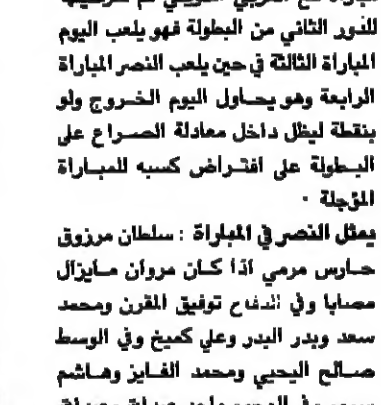 للدور الثاني من البطولة فهو يلعب اليوم
المباراة الثالثة في حين يلعب النصر المباراة
الرابعة وهو يحاول اليوم الخروج ولو
بنقطة ليظل داخل معادلة الصراع على
البطولة على افتراض كسبه للمباراة
المؤجلة .
يمثل النصر في المباراة : سلطان مرزوق
حارس مرمى اذا كان مروان مايزال
مصابا وفي الدفاع توفيق المقرن ومحمد
سعد وبدر البدر وعلي كميخ وفي الوسط
صالح اليحيى ومحمد الفايز وهاشم